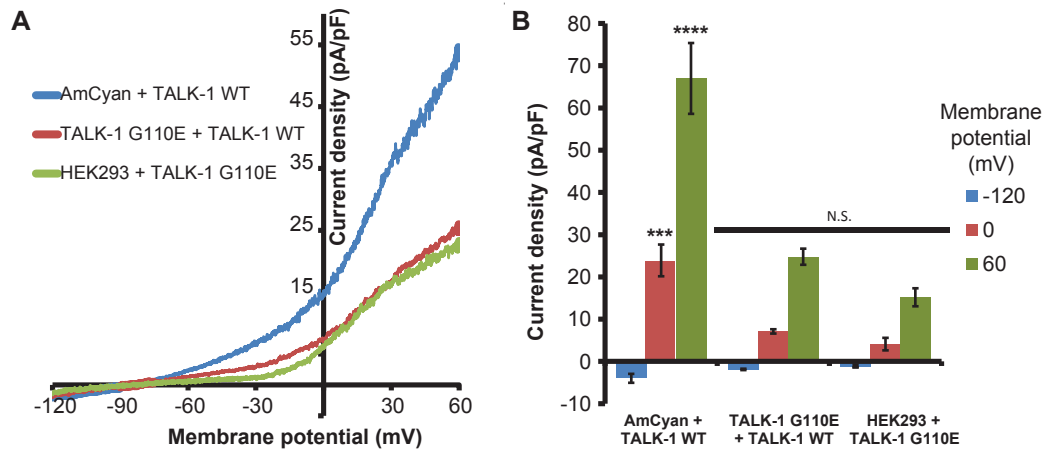 A
AmCyan + TALK-1 WT
TALK-1 G110E + TALK-1 WT
HEK293 + TALK-1 G110E
Current density (pA/pF)
55
45
35
25
15
-120
-90
-60
-30
0
30
60
Membrane potential (mV)
B
Current density (pA/pF)
80
70
60
50
40
30
20
10
0
-10
***
****
N.S.
AmCyan +
TALK-1 WT
TALK-1 G110E
+ TALK-1 WT
HEK293 +
TALK-1 G110E
Membrane
potential
(mV)
-120
0
60